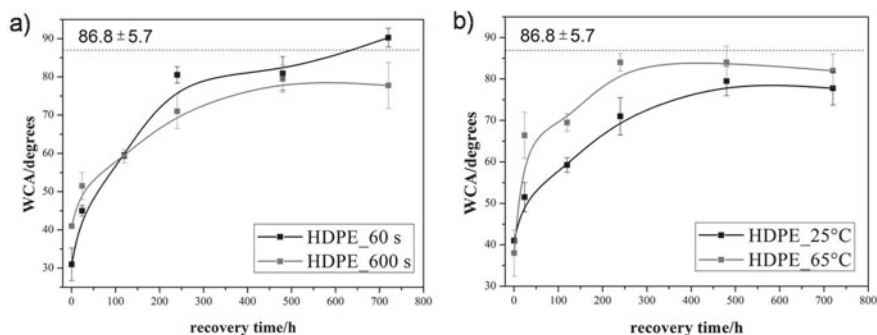 a)
86.8 ± 5.7
90
80
70
60
50
40
30
WCA/degrees
HDPE_60 s
HDPE_600 s
0 100 200 300 400 500 600 700 800
recovery time/h
b)
86.8 ± 5.7
90
80
70
60
50
40
30
WCA/degrees
HDPE_25°C
HDPE_65°C
0 100 200 300 400 500 600 700 800
recovery time/h